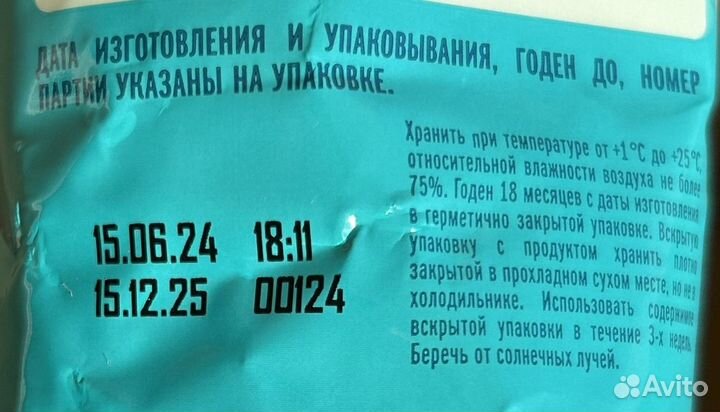 ДАТА ИЗГОТОВЛЕНИЯ И УПАКОВЫВАНИЯ, ГОДЕН ДО, НОМЕР
ПАРТИИ УКАЗАНЫ НА УПАКОВКЕ.
Хранить при температуре от +1°С до +25°С,
относительной влажности воздуха не более
75%. Годен 18 месяцев с даты изготовления
в герметично закрытой упаковке. Вскрытую
упаковку с продуктом хранить плотно
закрытой в прохладном сухом месте, но не в
холодильнике. Использовать содержимое
вскрытой упаковки в течение 3-х недель.
Беречь от солнечных лучей.
15.06.24 18:11
15.12.25 00124
Avito